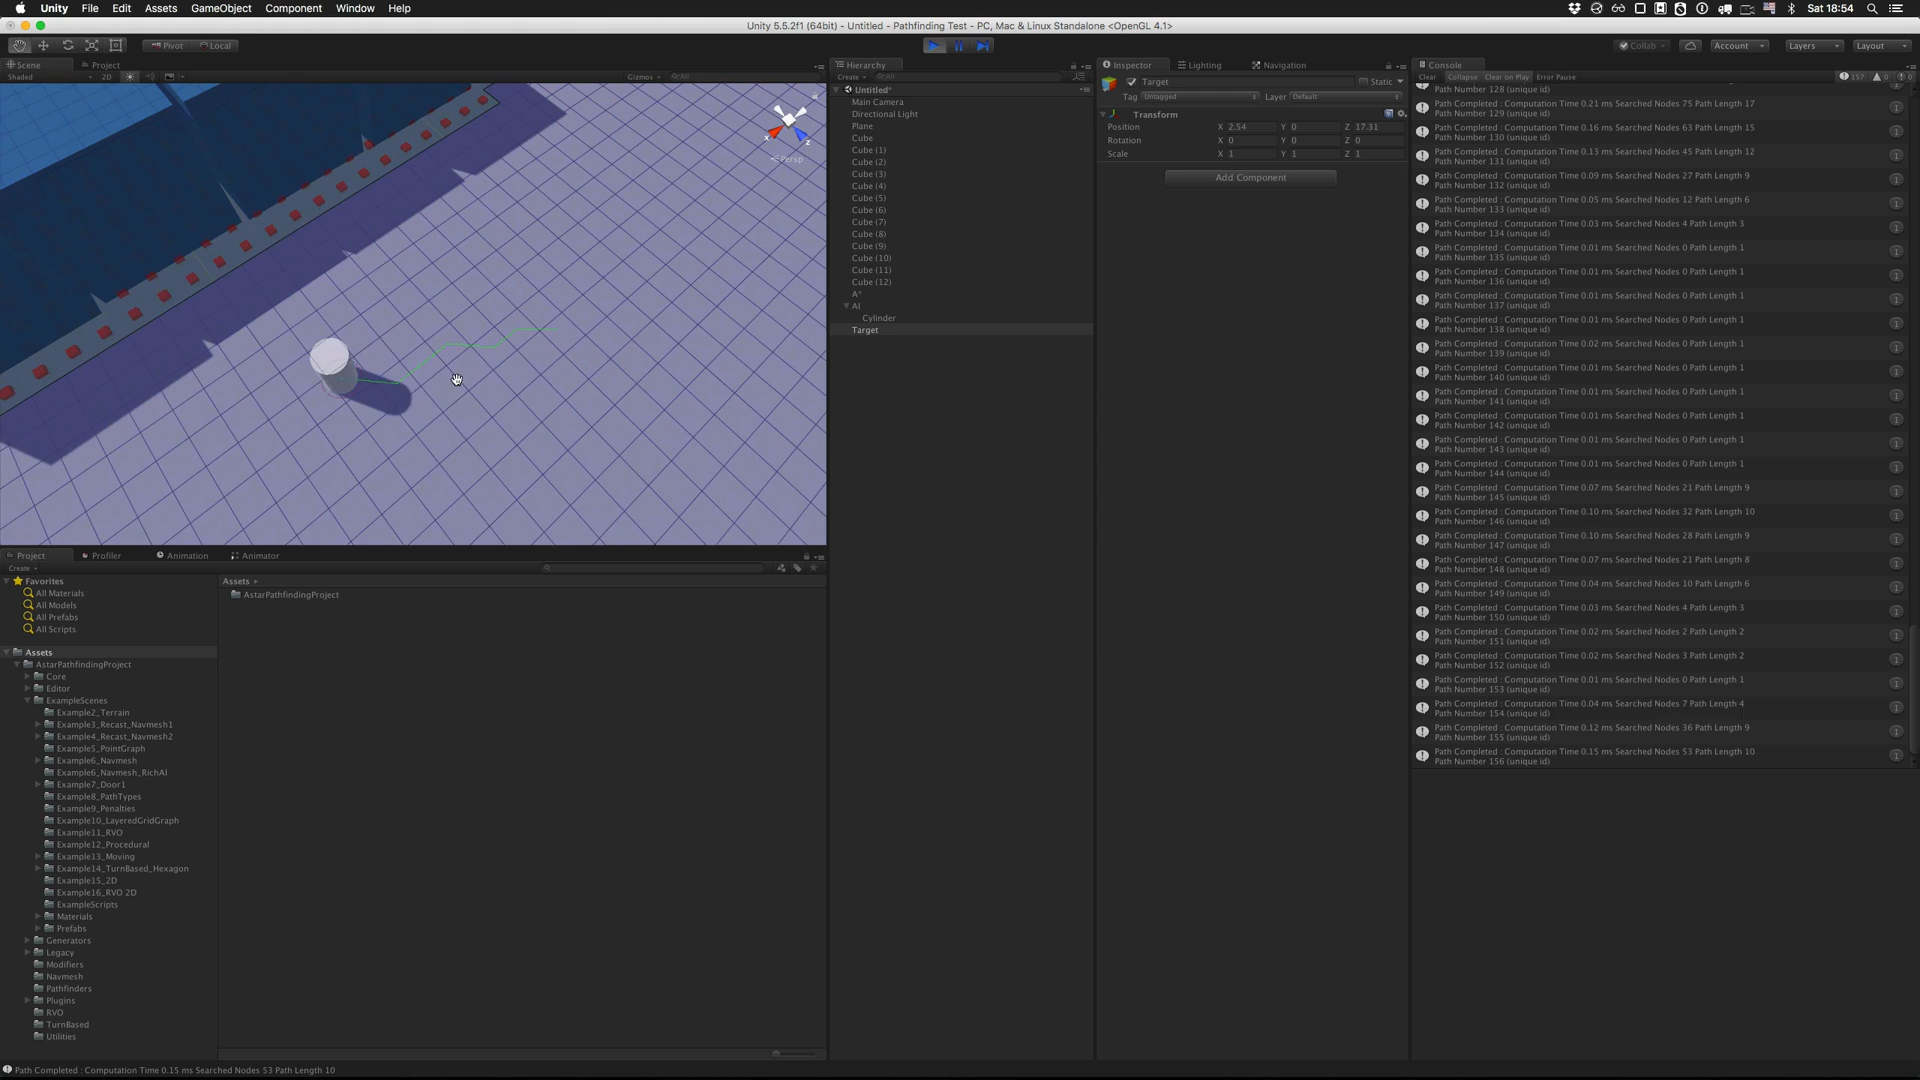 Unity File Edit Assets GameObject Component Window Help
Sat 18:54
Unity 5.5.2f1 (64bit) - Untitled - Pathfinding Test - PC, Mac & Linux Standalone <OpenGL 4.1>
Pivot Local
Collab Account Layers Layout
Scene Project
Shaded 2D Gizmos All
x z
Persp
Hierarchy
Create All
Untitled*
Main Camera
Directional Light
Plane
Cube
Cube (1)
Cube (2)
Cube (3)
Cube (4)
Cube (5)
Cube (6)
Cube (7)
Cube (8)
Cube (9)
Cube (10)
Cube (11)
Cube (12)
A*
AI
Cylinder
Target
Inspector Lighting Navigation
Target Static
Tag Untagged Layer Default
Transform
Position X 2.54 Y 0 Z 17.31
Rotation X 0 Y 0 Z 0
Scale X 1 Y 1 Z 1
Add Component
Console
Clear Collapse Clear on Play Error Pause 157 0 0
Path Number 128 (unique id)
Path Completed : Computation Time 0.21 ms Searched Nodes 75 Path Length 17
Path Number 129 (unique id)
1
Path Completed : Computation Time 0.16 ms Searched Nodes 63 Path Length 15
Path Number 130 (unique id)
1
Path Completed : Computation Time 0.13 ms Searched Nodes 45 Path Length 12
Path Number 131 (unique id)
1
Path Completed : Computation Time 0.09 ms Searched Nodes 27 Path Length 9
Path Number 132 (unique id)
1
Path Completed : Computation Time 0.05 ms Searched Nodes 12 Path Length 6
Path Number 133 (unique id)
1
Path Completed : Computation Time 0.03 ms Searched Nodes 4 Path Length 3
Path Number 134 (unique id)
1
Path Completed : Computation Time 0.01 ms Searched Nodes 0 Path Length 1
Path Number 135 (unique id)
1
Path Completed : Computation Time 0.01 ms Searched Nodes 0 Path Length 1
Path Number 136 (unique id)
1
Path Completed : Computation Time 0.01 ms Searched Nodes 0 Path Length 1
Path Number 137 (unique id)
1
Path Completed : Computation Time 0.01 ms Searched Nodes 0 Path Length 1
Path Number 138 (unique id)
1
Path Completed : Computation Time 0.02 ms Searched Nodes 0 Path Length 1
Path Number 139 (unique id)
1
Path Completed : Computation Time 0.01 ms Searched Nodes 0 Path Length 1
Path Number 140 (unique id)
1
Path Completed : Computation Time 0.01 ms Searched Nodes 0 Path Length 1
Path Number 141 (unique id)
1
Path Completed : Computation Time 0.01 ms Searched Nodes 0 Path Length 1
Path Number 142 (unique id)
1
Path Completed : Computation Time 0.01 ms Searched Nodes 0 Path Length 1
Path Number 143 (unique id)
1
Path Completed : Computation Time 0.01 ms Searched Nodes 0 Path Length 1
Path Number 144 (unique id)
1
Path Completed : Computation Time 0.07 ms Searched Nodes 21 Path Length 9
Path Number 145 (unique id)
1
Path Completed : Computation Time 0.10 ms Searched Nodes 32 Path Length 10
Path Number 146 (unique id)
1
Path Completed : Computation Time 0.10 ms Searched Nodes 28 Path Length 9
Path Number 147 (unique id)
1
Path Completed : Computation Time 0.07 ms Searched Nodes 21 Path Length 8
Path Number 148 (unique id)
1
Path Completed : Computation Time 0.04 ms Searched Nodes 10 Path Length 6
Path Number 149 (unique id)
1
Path Completed : Computation Time 0.03 ms Searched Nodes 4 Path Length 3
Path Number 150 (unique id)
1
Path Completed : Computation Time 0.02 ms Searched Nodes 2 Path Length 2
Path Number 151 (unique id)
1
Path Completed : Computation Time 0.02 ms Searched Nodes 3 Path Length 2
Path Number 152 (unique id)
1
Path Completed : Computation Time 0.01 ms Searched Nodes 0 Path Length 1
Path Number 153 (unique id)
1
Path Completed : Computation Time 0.04 ms Searched Nodes 7 Path Length 4
Path Number 154 (unique id)
1
Path Completed : Computation Time 0.12 ms Searched Nodes 36 Path Length 9
Path Number 155 (unique id)
1
Path Completed : Computation Time 0.15 ms Searched Nodes 53 Path Length 10
Path Number 156 (unique id)
1
Project Profiler Animation Animator
Create
Favorites
All Materials
All Models
All Prefabs
All Scripts
Assets
AstarPathfindingProject
Core
Editor
ExampleScenes
Example2_Terrain
Example3_Recast_Navmesh1
Example4_Recast_Navmesh2
Example5_PointGraph
Example6_Navmesh
Example6_Navmesh_RichAI
Example7_Door1
Example8_PathTypes
Example9_Penalties
Example10_LayeredGridGraph
Example11_RVO
Example12_Procedural
Example13_Moving
Example14_TurnBased_Hexagon
Example15_2D
Example16_RVO 2D
ExampleScripts
Materials
Prefabs
Generators
Legacy
Modifiers
Navmesh
Pathfinders
Plugins
RVO
TurnBased
Utilities
Assets
AstarPathfindingProject
Path Completed : Computation Time 0.15 ms Searched Nodes 53 Path Length 10